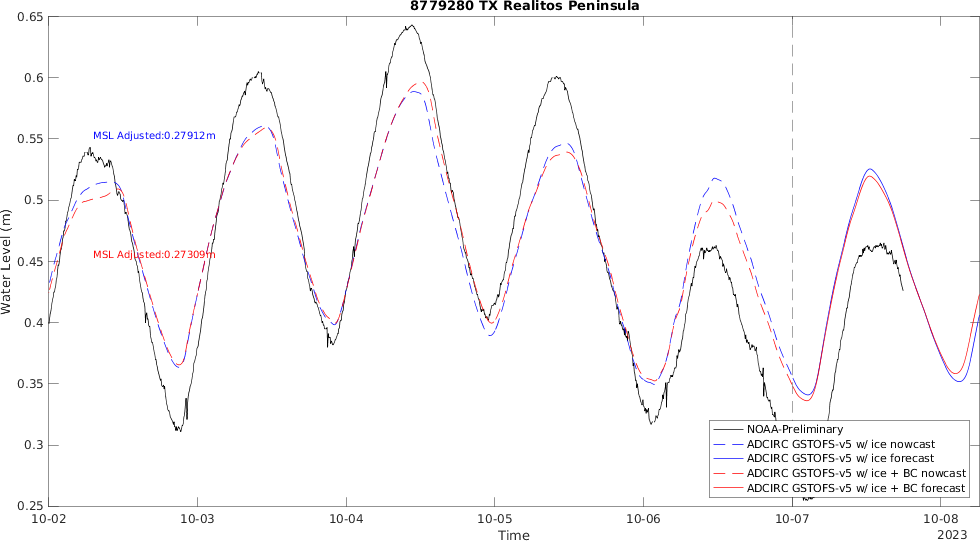 8779280 TX Realitos Peninsula
0.65
0.6
0.55
0.5
0.45
0.4
0.35
0.3
0.25
Water Level (m)
MSL Adjusted:0.27912m
MSL Adjusted:0.27309m
NOAA-Preliminary
ADCIRC GSTOFS-v5 w/ ice nowcast
ADCIRC GSTOFS-v5 w/ ice forecast
ADCIRC GSTOFS-v5 w/ ice + BC nowcast
ADCIRC GSTOFS-v5 w/ ice + BC forecast
10-02 10-03 10-04 10-05 10-06 10-07 10-08
Time
2023